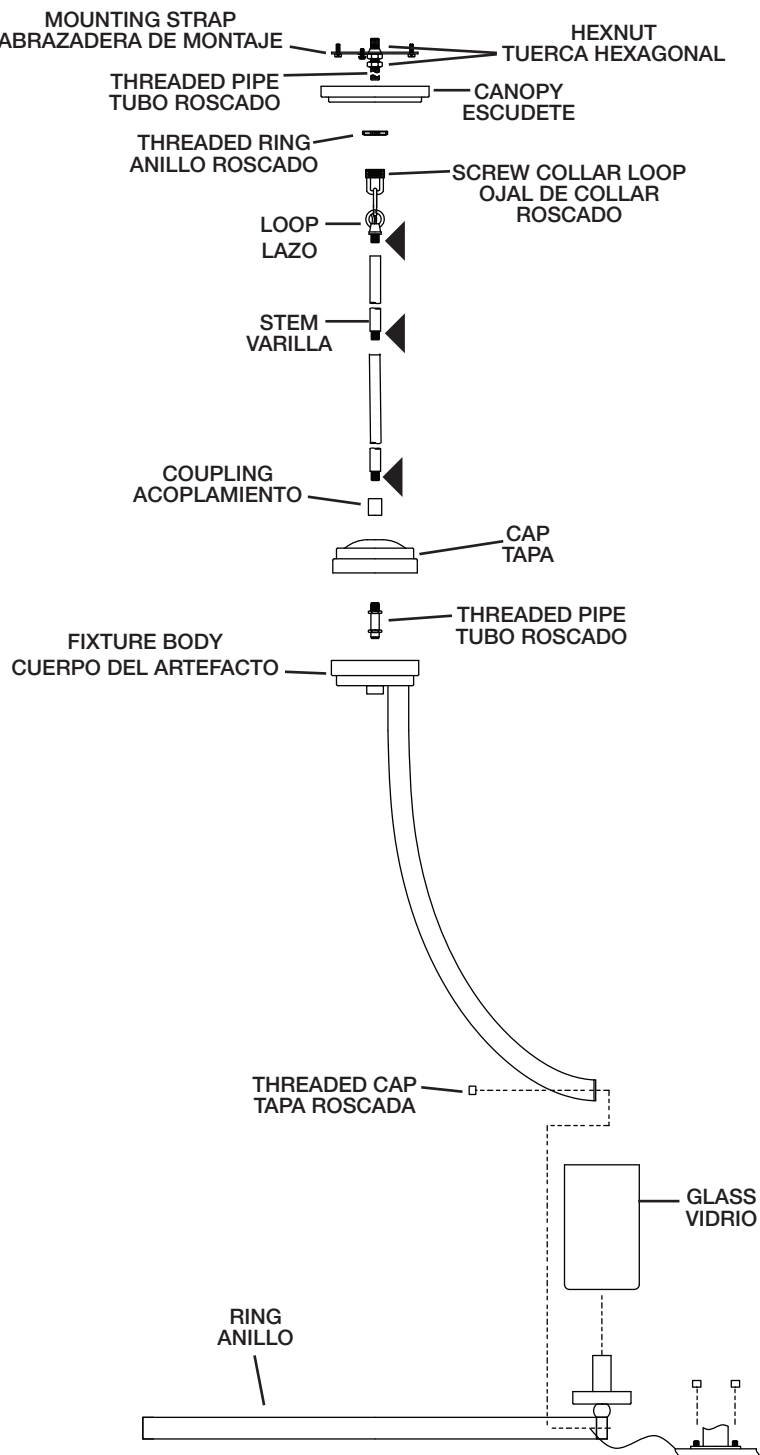 MOUNTING STRAP
ABRAZADERA DE MONTAJE
HEXNUT
TUERCA HEXAGONAL
THREADED PIPE
TUBO ROSCADO
CANOPY
ESCUDETE
THREADED RING
ANILLO ROSCADO
SCREW COLLAR LOOP
OJAL DE COLLAR
ROSCADO
LOOP
LAZO
STEM
VARILLA
COUPLING
ACOPLAMIENTO
CAP
TAPA
THREADED PIPE
TUBO ROSCADO
FIXTURE BODY
CUERPO DEL ARTEFACTO
THREADED CAP
TAPA ROSCADA
GLASS
VIDRIO
RING
ANILLO